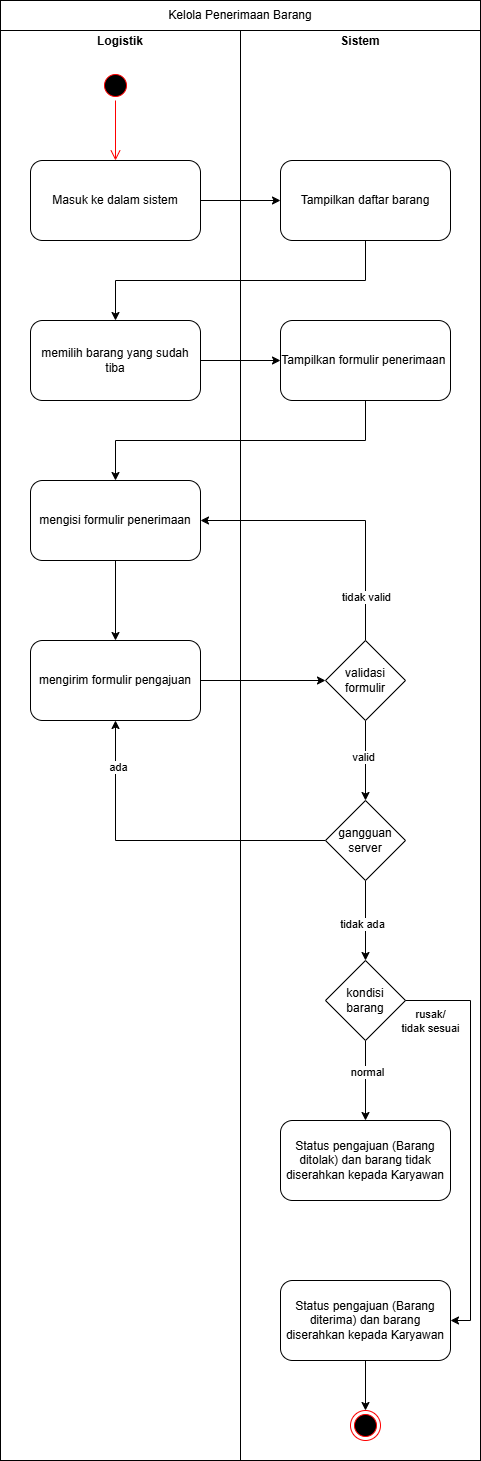 Kelola Penerimaan Barang
Logistik
Sistem
Masuk ke dalam sistem
Tampilkan daftar barang
memilih barang yang sudah
tiba
Tampilkan formulir penerimaan
mengisi formulir penerimaan
tidak valid
mengirim formulir pengajuan
validasi
formulir
valid
ada
gangguan
server
tidak ada
kondisi
barang
rusak/
tidak sesuai
normal
Status pengajuan (Barang
ditolak) dan barang tidak
diserahkan kepada Karyawan
Status pengajuan (Barang
diterima) dan barang
diserahkan kepada Karyawan